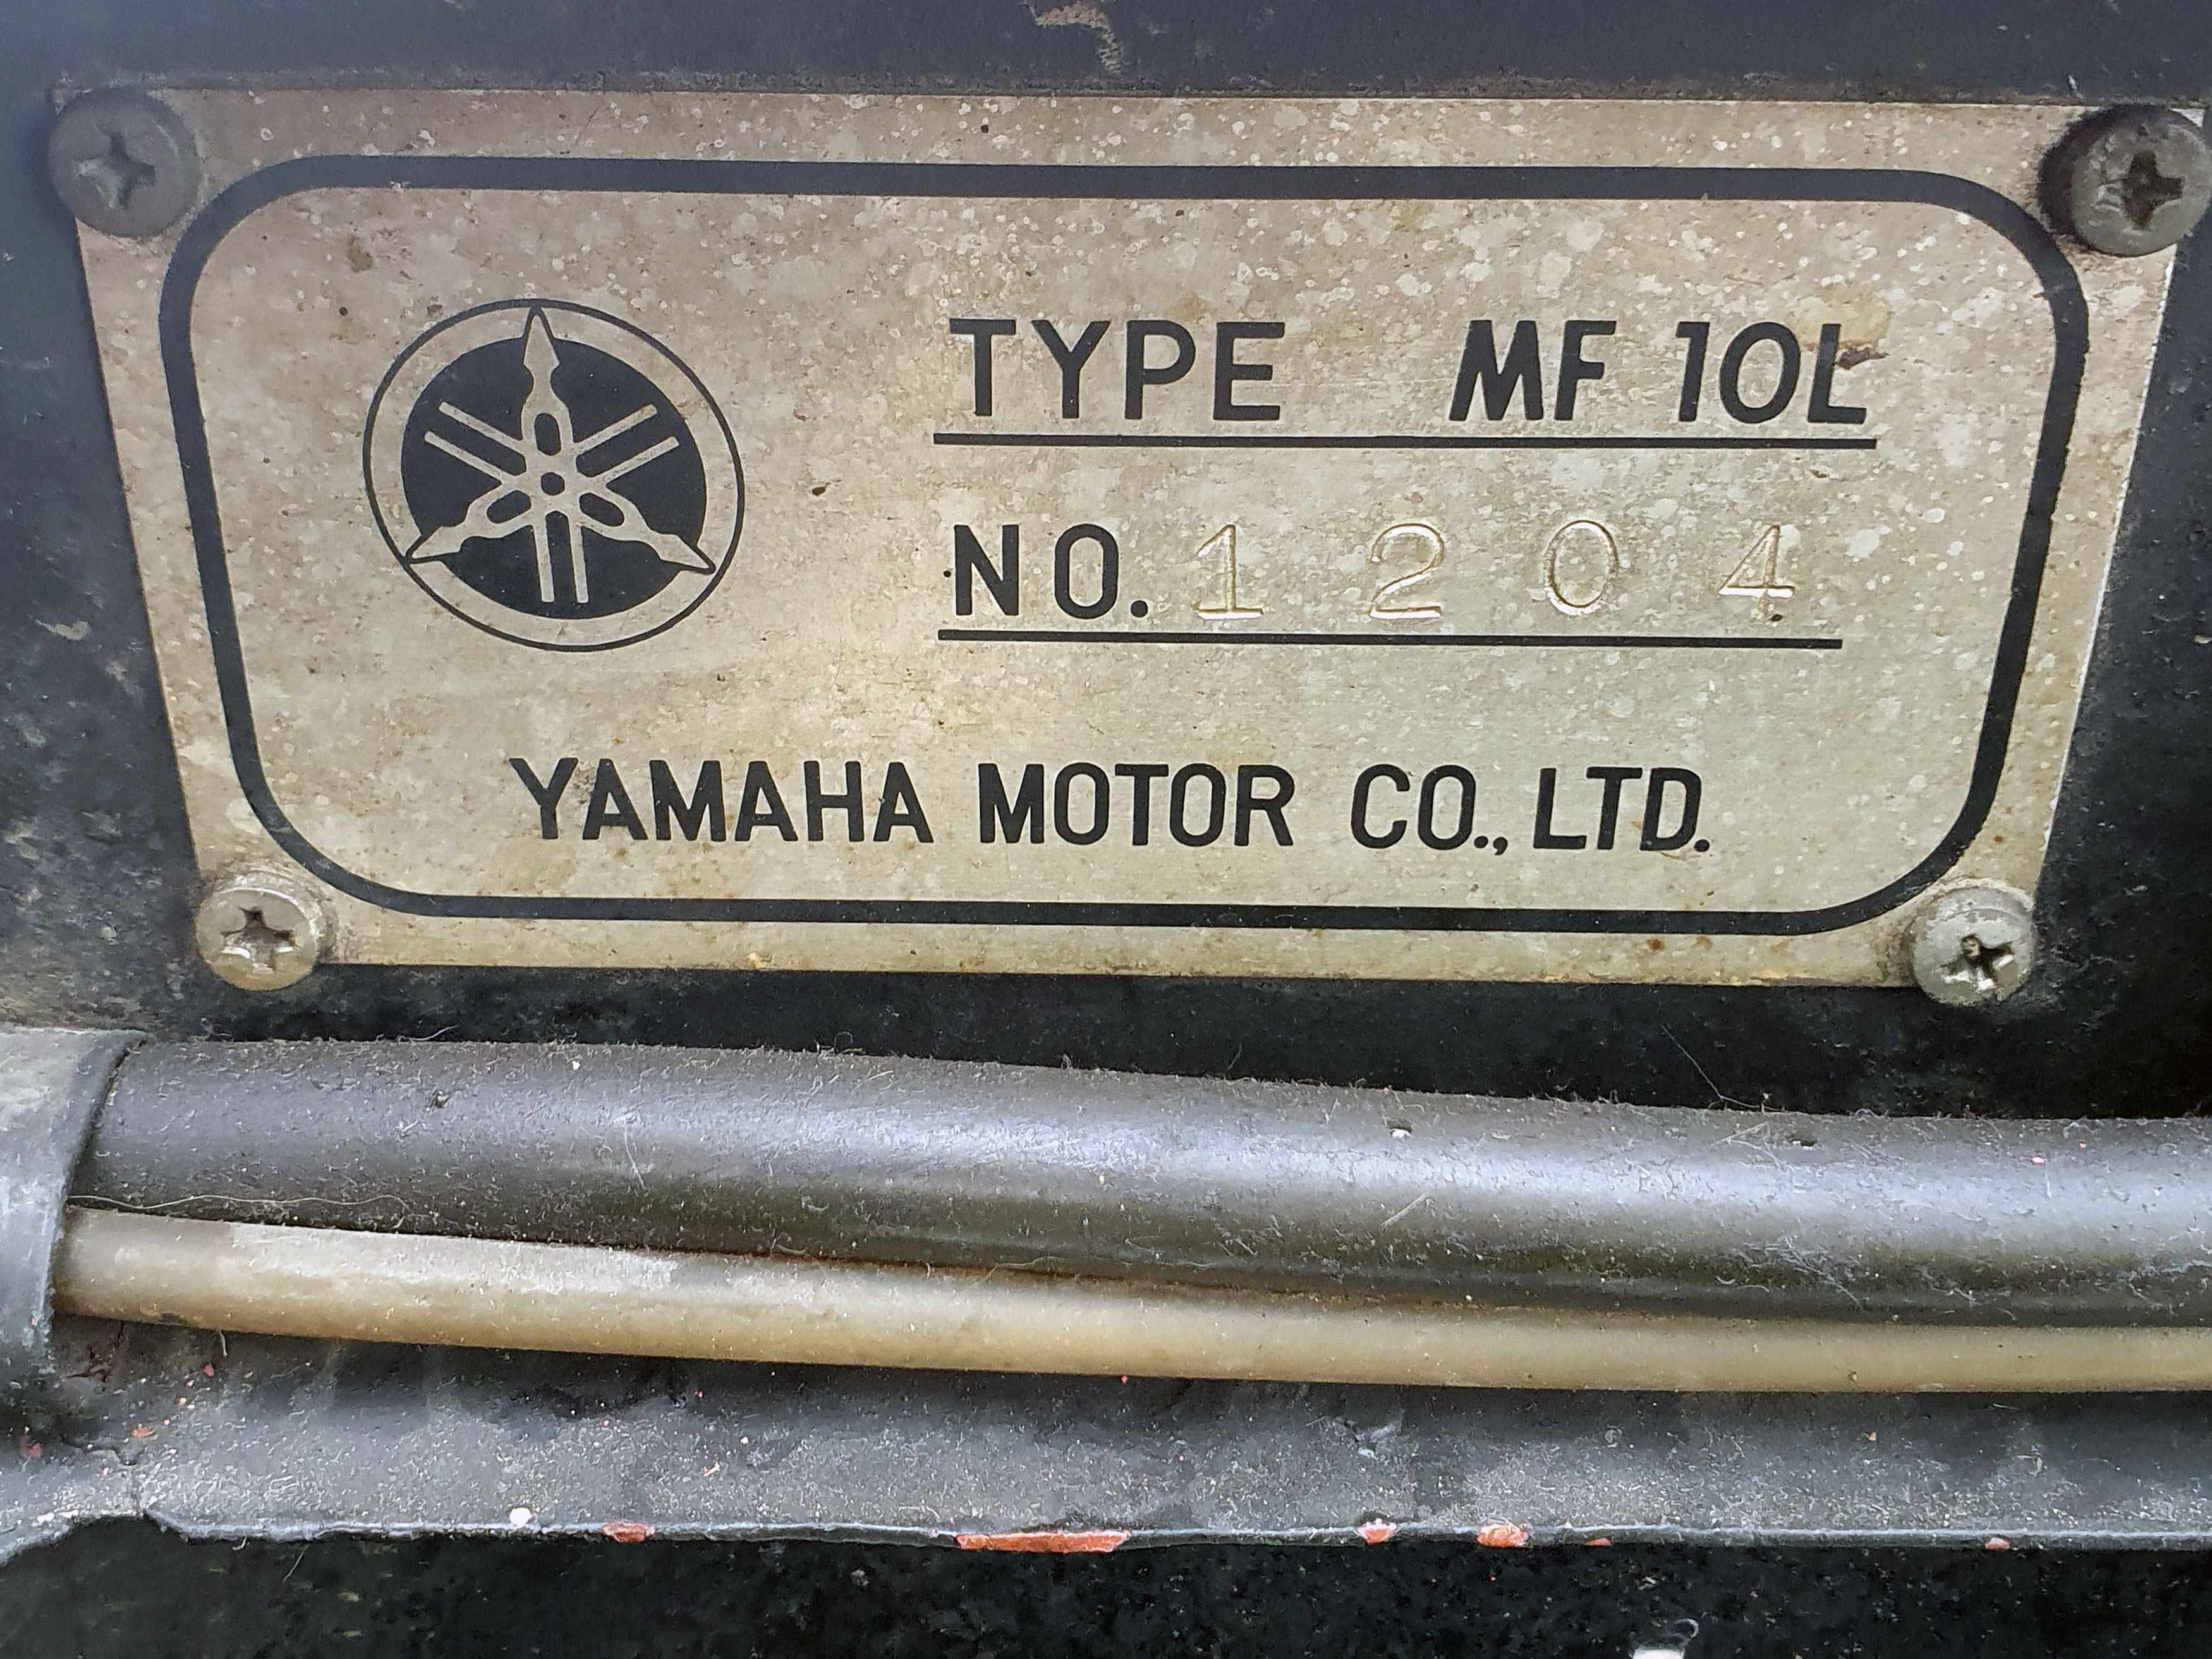 TYPE MF 10L
NO. 1204
YAMAHA MOTOR CO., LTD.